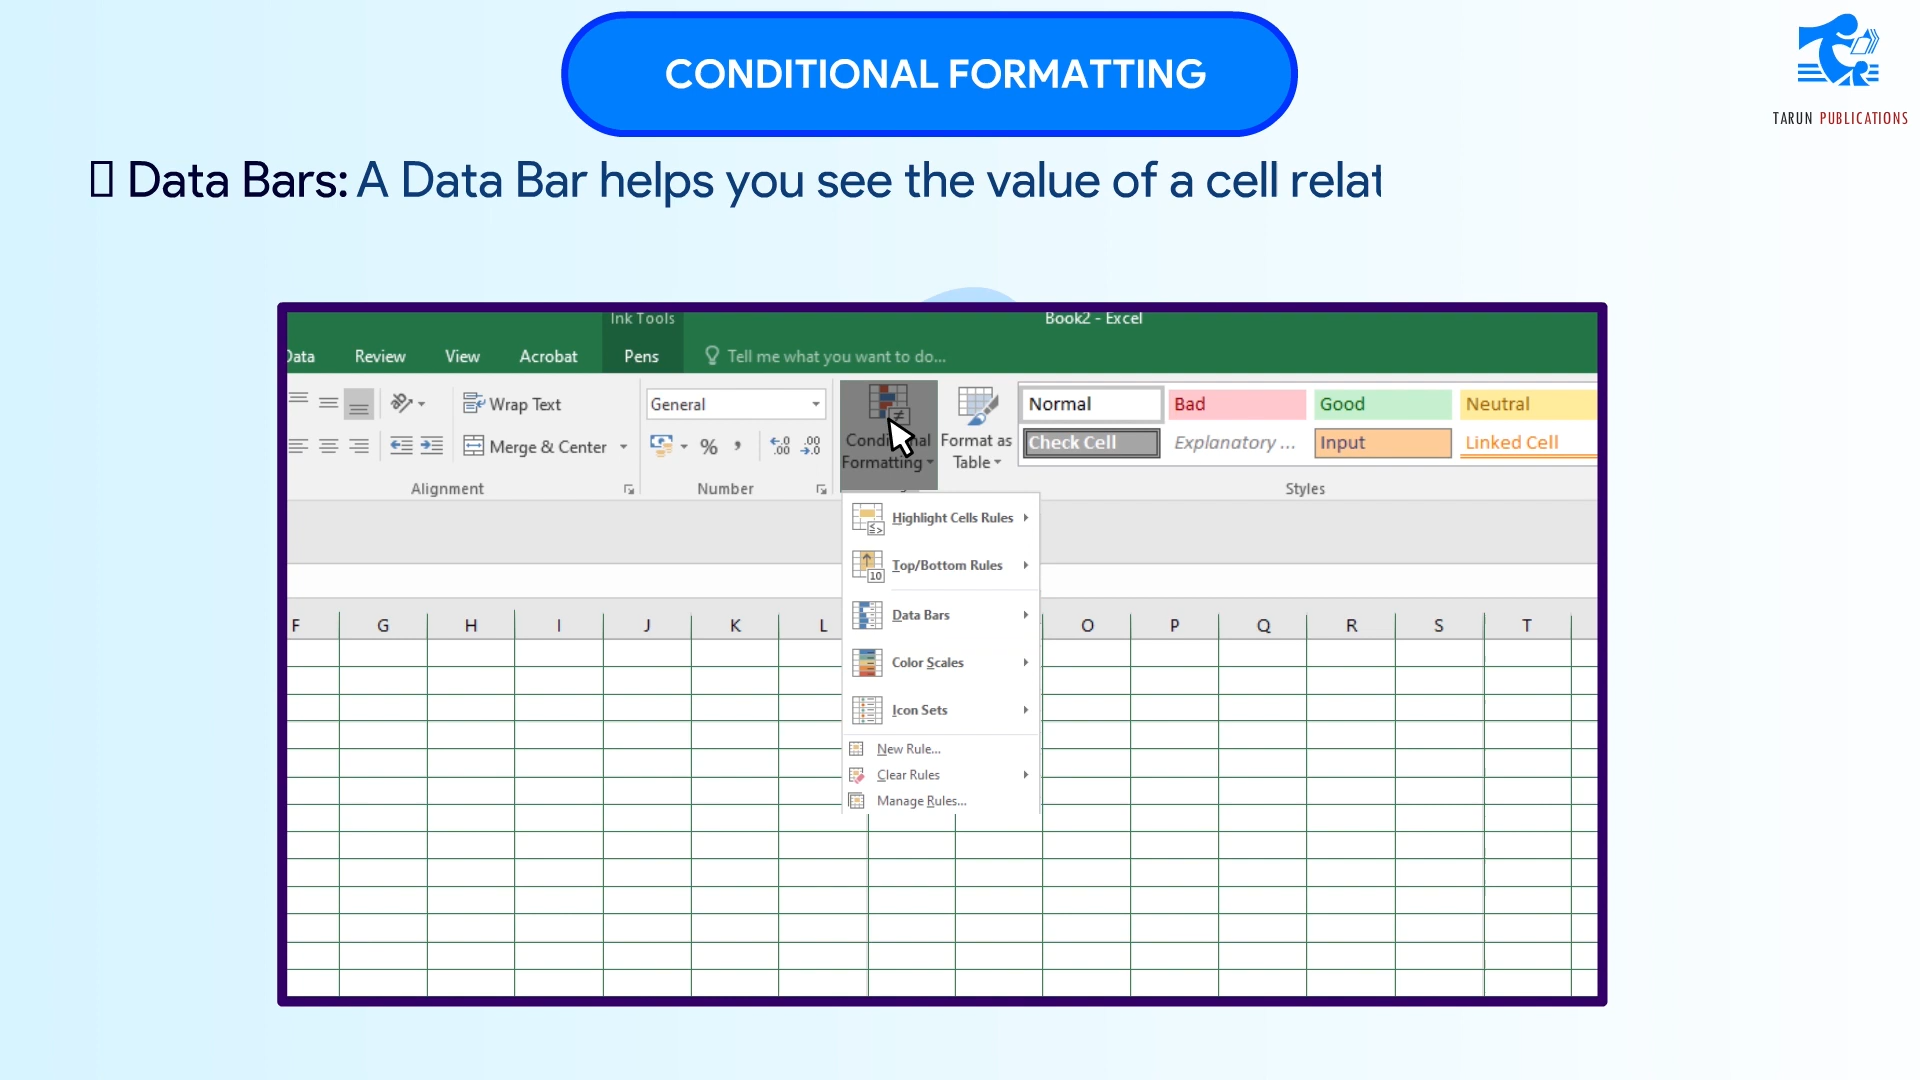 CONDITIONAL FORMATTING
TARUN PUBLICATIONS
Data Bars: A Data Bar helps you see the value of a cell relat
Ink Tools
Book2 - Excel
Data Review View Acrobat Pens Tell me what you want to do...
Wrap Text General Normal Bad Good Neutral
Merge & Center % , .00 .00 Formatting Format as Table Check Cell Explanatory ... Input Linked Cell
Alignment Number Styles
Highlight Cells Rules
Top/Bottom Rules
Data Bars
Color Scales
Icon Sets
New Rule...
Clear Rules
Manage Rules...
F G H I J K L O P Q R S T